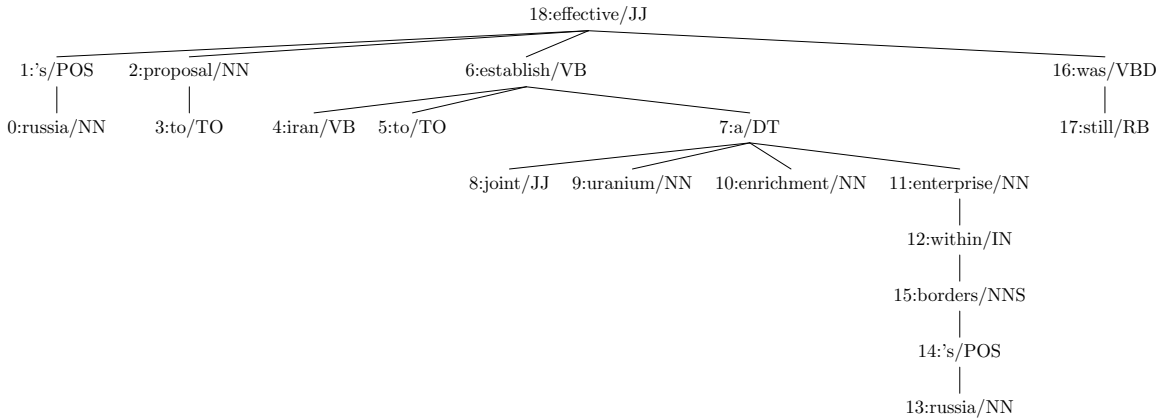 18:effective/JJ
1:'s/POS 2:proposal/NN 6:establish/VB 16:was/VBD
0:russia/NN 3:to/TO 4:iran/VB 5:to/TO 7:a/DT 17:still/RB
8:joint/JJ 9:uranium/NN 10:enrichment/NN 11:enterprise/NN
12:within/IN
15:borders/NNS
14:'s/POS
13:russia/NN